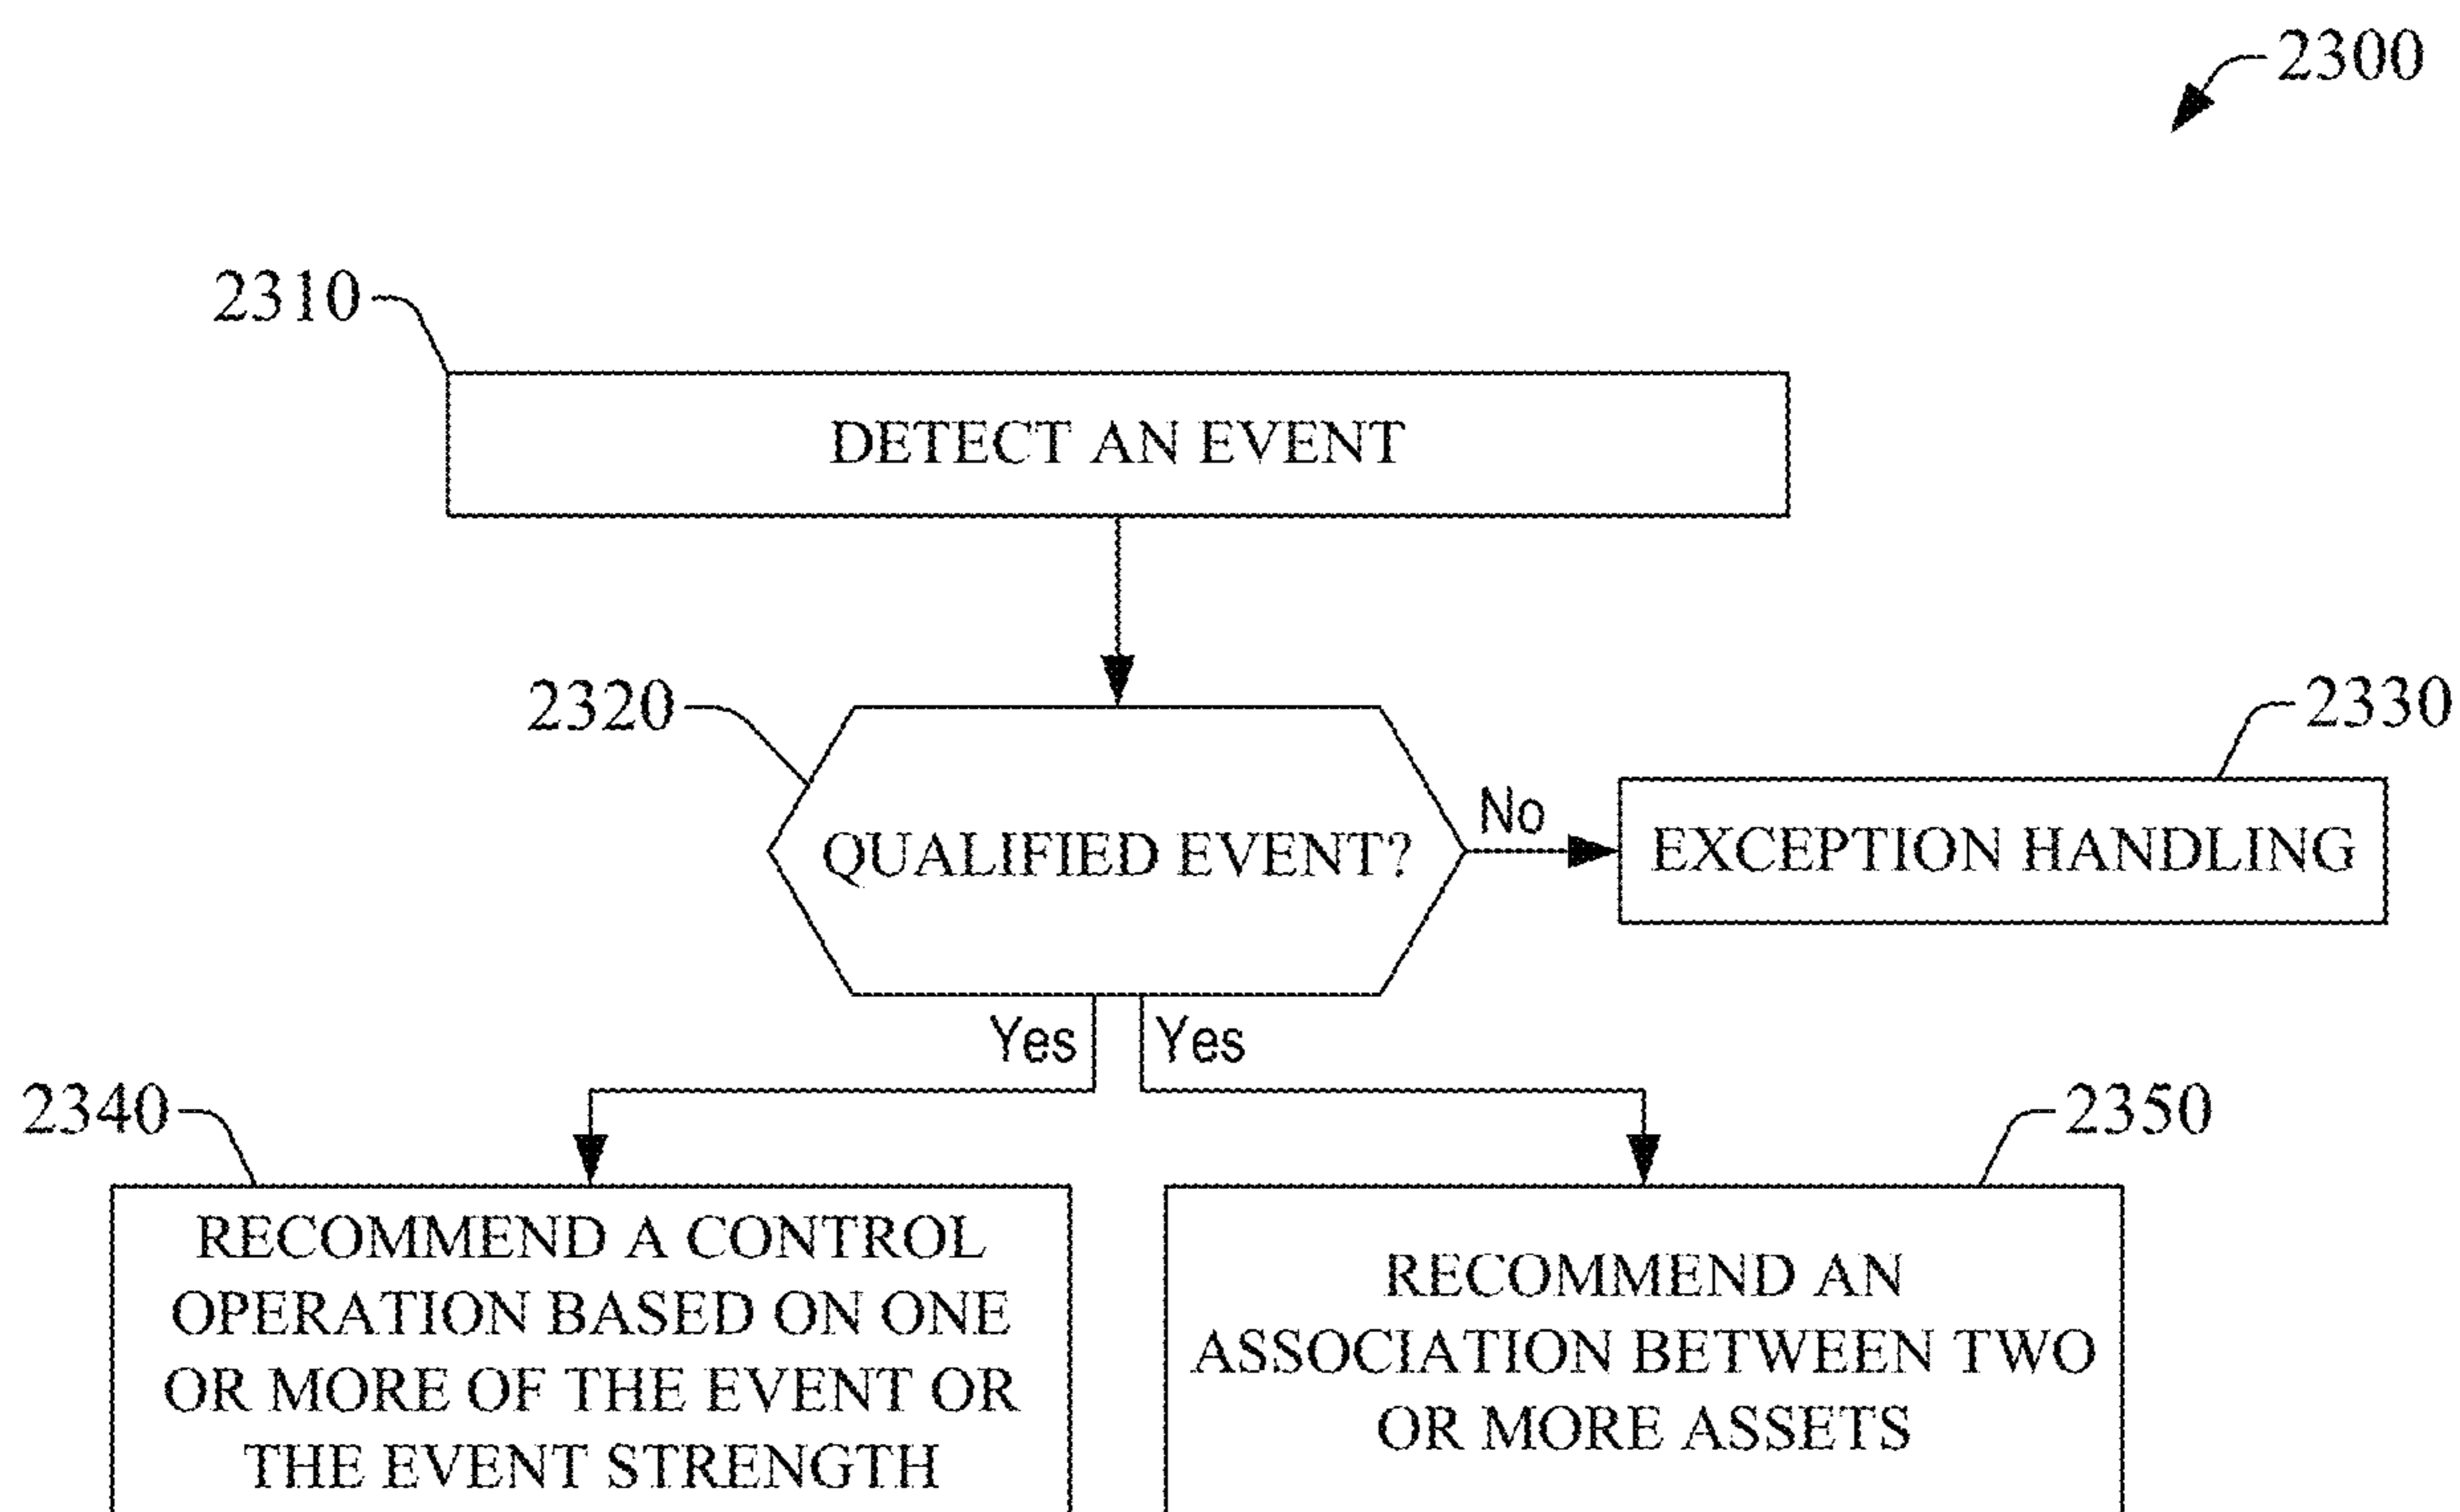 2300
2310
DETECT AN EVENT
2320
QUALIFIED EVENT?
No
2330
EXCEPTION HANDLING
Yes
Yes
2340
RECOMMEND A CONTROL
OPERATION BASED ON ONE
OR MORE OF THE EVENT OR
THE EVENT STRENGTH
2350
RECOMMEND AN
ASSOCIATION BETWEEN TWO
OR MORE ASSETS